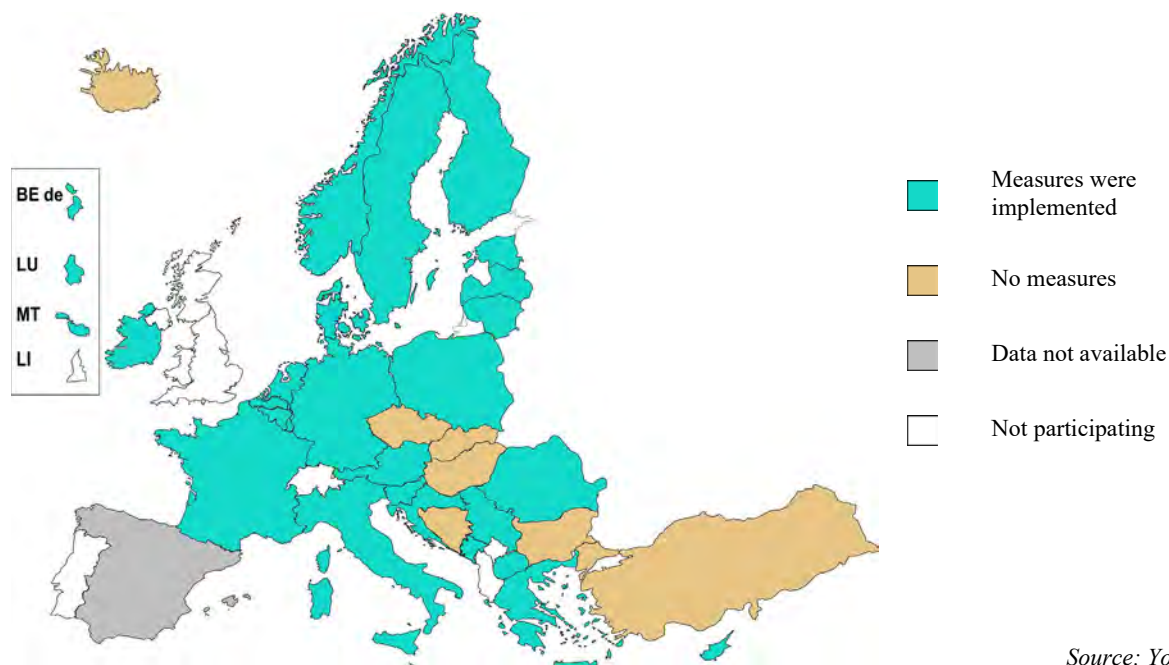 BE de
LU
MT
LI
Measures were
implemented
No measures
Data not available
Not participating
Source: Yo